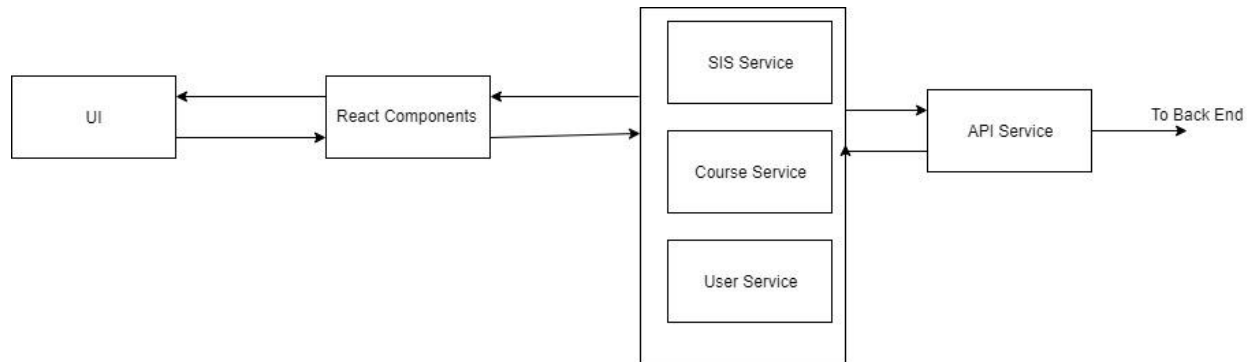 UI
React Components
SIS Service
Course Service
User Service
API Service
To Back End